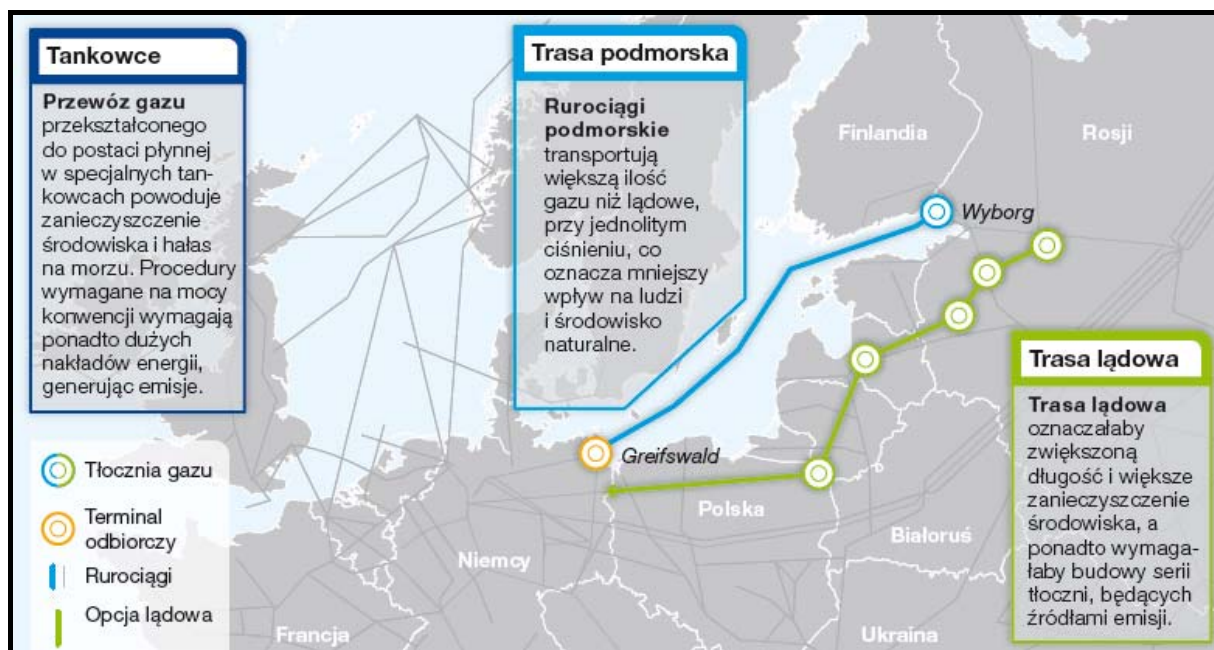 Tankowce
Przewóz gazu
przekształconego
do postaci płynnej
w specjalnych tan-
kowcach powoduje
zanieczyszczenie
środowiska i hałas
na morzu. Procedury
wymagane na mocy
konwencji wymagają
ponadto dużych
nakładów energii,
generując emisje.
Trasa podmorska
Rurociągi
podmorskie
transportują
większą ilość
gazu niż lądowe,
przy jednolitym
ciśnieniu, co
oznacza mniejszy
wpływ na ludzi
i środowisko
naturalne.
Finlandia
Rosji
Wyborg
Trasa lądowa
Trasa lądowa
oznaczałaby
zwiększoną
długość i większe
zanieczyszczenie
środowiska, a
ponadto wymaga-
łaby budowy serii
tłoczni, będących
źródłami emisji.
Greifswald
Polska
Białoruś
Niemcy
Ukraina
Francja
Tłocznia gazu
Terminal
odbiorczy
Rurociągi
Opcja lądowa